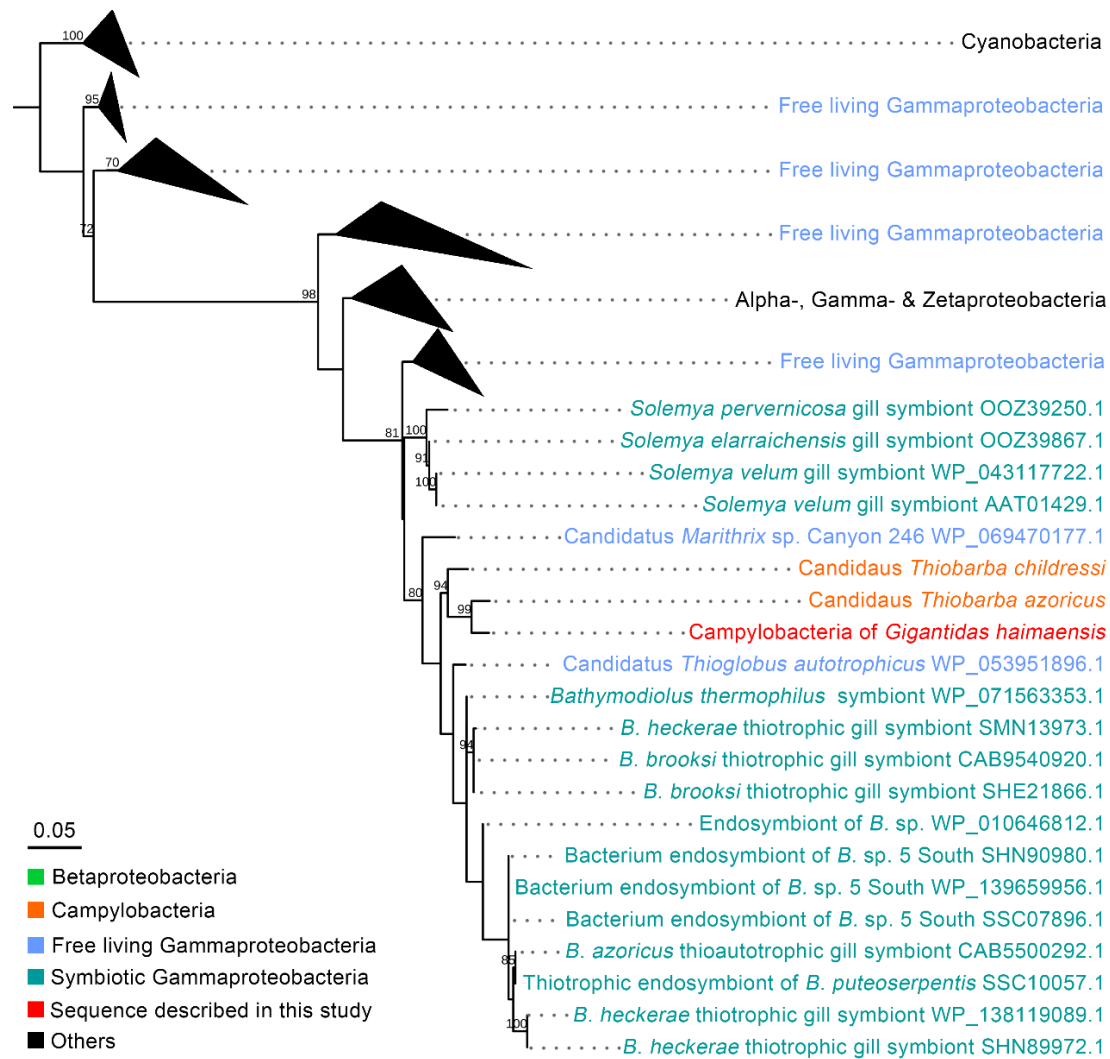 100
Cyanobacteria
95
Free living Gammaproteobacteria
70
Free living Gammaproteobacteria
72
Free living Gammaproteobacteria
98
Alpha-, Gamma- & Zetaproteobacteria
Free living Gammaproteobacteria
Solemya pervernicosa gill symbiont OOZ39250.1
81 100
Solemya elarraichensis gill symbiont OOZ39867.1
91
Solemya velum gill symbiont WP_043117722.1
100
Solemya velum gill symbiont AAT01429.1
Candidatus Marithrix sp. Canyon 246 WP_069470177.1
Candidaus Thiobarba childressi
94
80
Candidaus Thiobarba azoricus
99
Campylobacteria of Gigantidas haimaensis
Candidatus Thioglobus autotrophicus WP_053951896.1
Bathymodiolus thermophilus symbiont WP_071563353.1
B. heckerae thiotrophic gill symbiont SMN13973.1
94
B. brooksi thiotrophic gill symbiont CAB9540920.1
B. brooksi thiotrophic gill symbiont SHE21866.1
Endosymbiont of B. sp. WP_010646812.1
Bacterium endosymbiont of B. sp. 5 South SHN90980.1
Bacterium endosymbiont of B. sp. 5 South WP_139659956.1
Bacterium endosymbiont of B. sp. 5 South SSC07896.1
B. azoricus thioautotrophic gill symbiont CAB5500292.1
85
Thiotrophic endosymbiont of B. puteoserpentis SSC10057.1
B. heckerae thiotrophic gill symbiont WP_138119089.1
100
B. heckerae thiotrophic gill symbiont SHN89972.1
0.05
Betaproteobacteria
Campylobacteria
Free living Gammaproteobacteria
Symbiotic Gammaproteobacteria
Sequence described in this study
Others